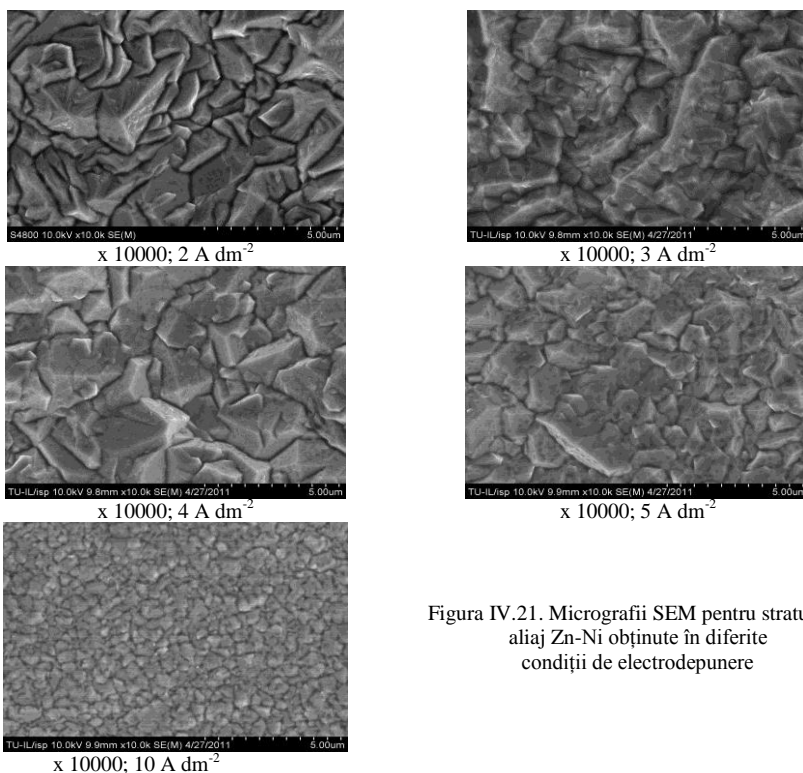 S4800 10.0kV x10.0k SE(M) 5.00um
x 10000; 2 A dm-2
TU-IL/isp 10.0kV 9.8mm x10.0k SE(M) 4/27/2011 5.00um
x 10000; 3 A dm-2
TU-IL/isp 10.0kV 9.8mm x10.0k SE(M) 4/27/2011 5.00um
x 10000; 4 A dm-2
TU-IL/isp 10.0kV 9.9mm x10.0k SE(M) 4/27/2011 5.00um
x 10000; 5 A dm-2
TU-IL/isp 10.0kV 9.9mm x10.0k SE(M) 4/27/2011 5.00um
x 10000; 10 A dm-2
Figura IV.21. Micrografii SEM pentru stratu
aliaj Zn-Ni obținute în diferite
condiții de electrodepunere